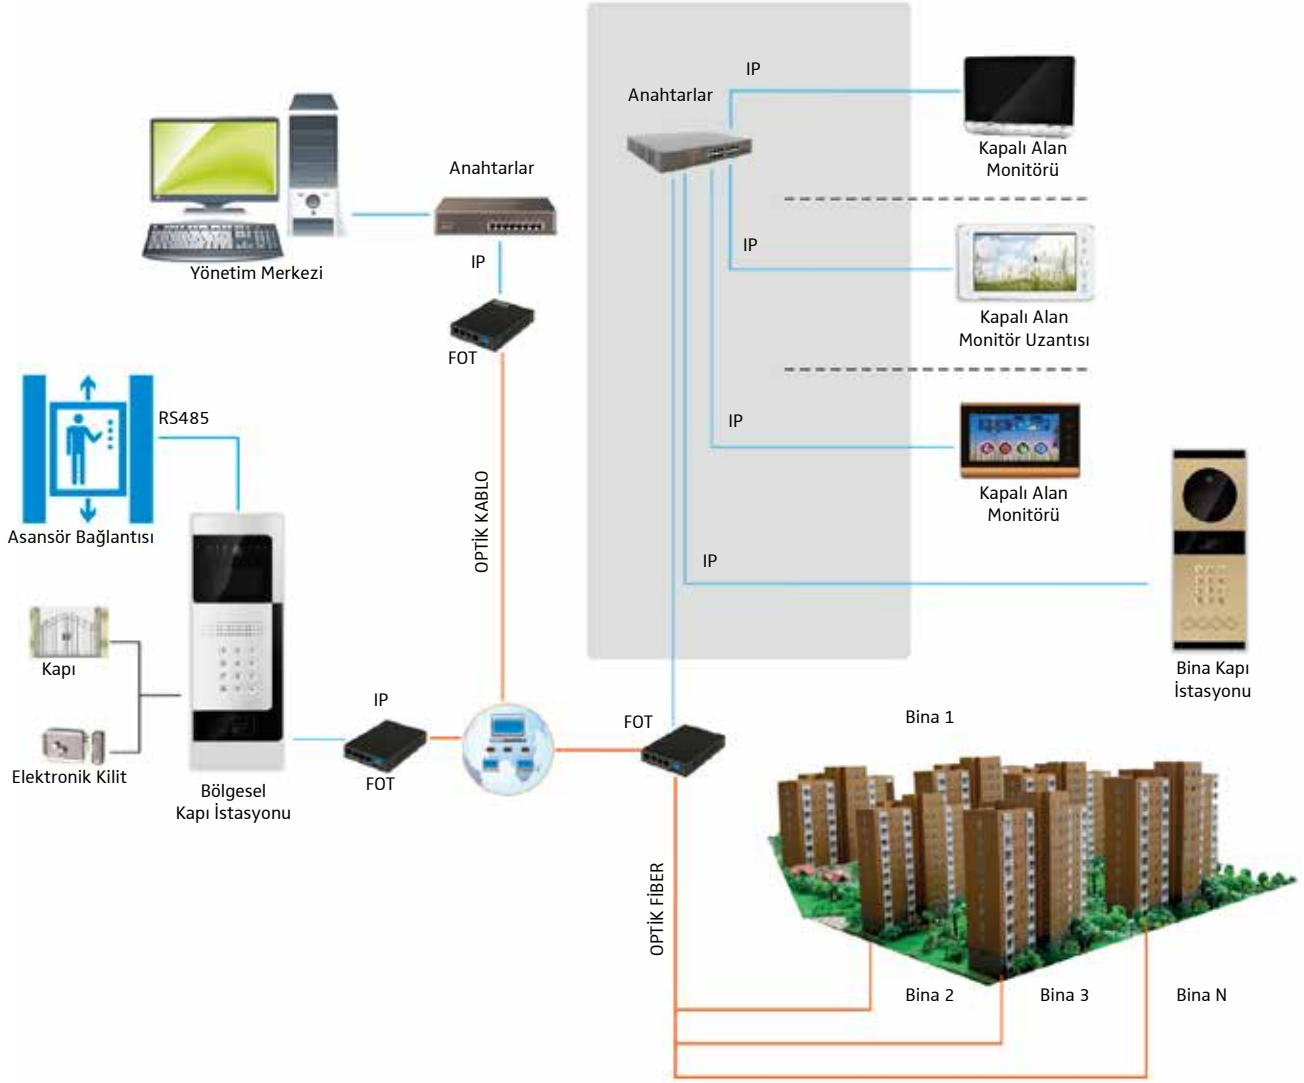 IP
Anahtarlar
Kapalı Alan
Monitörü
Anahtarlar
IP
Yönetim Merkezi
IP
Kapalı Alan
Monitör Uzantısı
FOT
RS485
IP
Kapalı Alan
Monitörü
OPTİK KABLO
Asansör Bağlantısı
IP
Kapı
Bina Kapı
İstasyonu
IP
FOT
Bina 1
Elektronik Kilit
FOT
Bölgesel
Kapı İstasyonu
OPTİK FİBER
Bina 2
Bina 3
Bina N